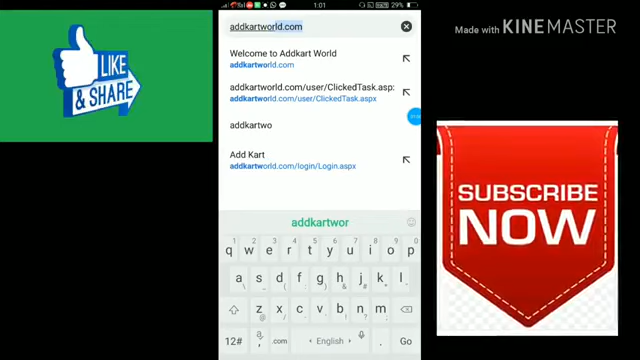 1:01
29%
addkartworld.com
Welcome to Addkart World
addkartworld.com
addkartworld.com/user/ClickedTask.asp:
addkartworld.com/user/ClickedTask.aspx
addkartwo
Add Kart
addkartworld.com/login/Login.aspx
addkartwor
q w e r t y u i o p
a s d f g h j k l
z x c v b n m
12# , .com English . Go
LIKE
& SHARE
Made with KINEMASTER
SUBSCRIBE
NOW